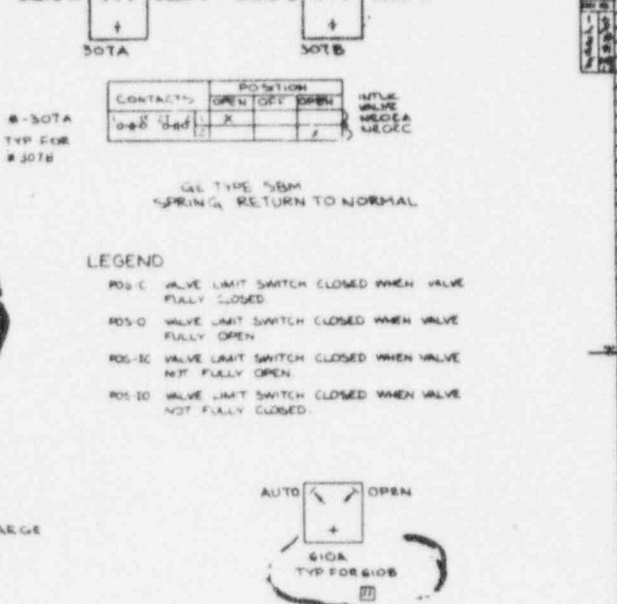 307A 307B
POSITION
CONTACTS OPEN OFF OPEN
INTLK
VALVE
#-307A
TYP FOR
# 307B
1 X
2
GE TYPE SBM
SPRING RETURN TO NORMAL
LEGEND
POS-C VALVE LIMIT SWITCH CLOSED WHEN VALVE
FULLY CLOSED
POS-O VALVE LIMIT SWITCH CLOSED WHEN VALVE
FULLY OPEN
POS-IC VALVE LIMIT SWITCH CLOSED WHEN VALVE
NOT FULLY OPEN
POS-IO VALVE LIMIT SWITCH CLOSED WHEN VALVE
NOT FULLY CLOSED.
AUTO OPEN
ARGE
610A
TYP FOR 610B